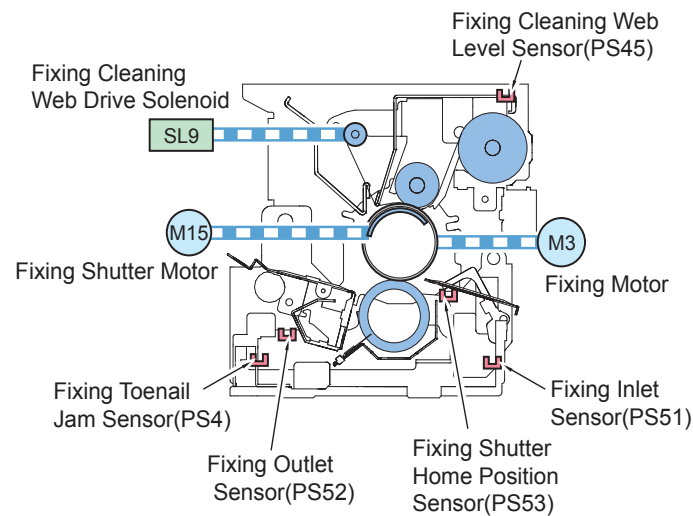 Fixing Cleaning Web
Level Sensor(PS45)
Fixing Cleaning
Web Drive Solenoid
SL9
M15
M3
Fixing Shutter Motor
Fixing Motor
Fixing Toenail
Jam Sensor(PS4)
Fixing Inlet
Sensor(PS51)
Fixing Outlet
Sensor(PS52)
Fixing Shutter
Home Position
Sensor(PS53)